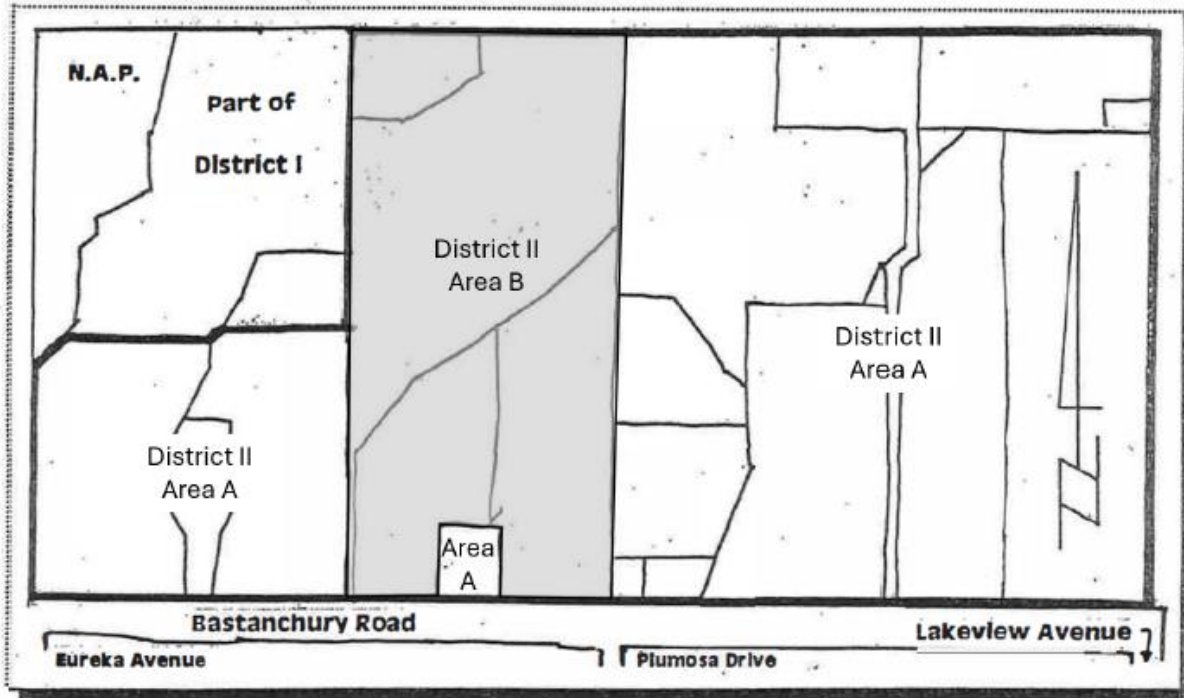 N.A.P.
Part of
District I
District II
Area B
District II
Area A
District II
Area A
Area
A
Bastanchury Road
Lakeview Avenue
Eureka Avenue
Plumosa Drive